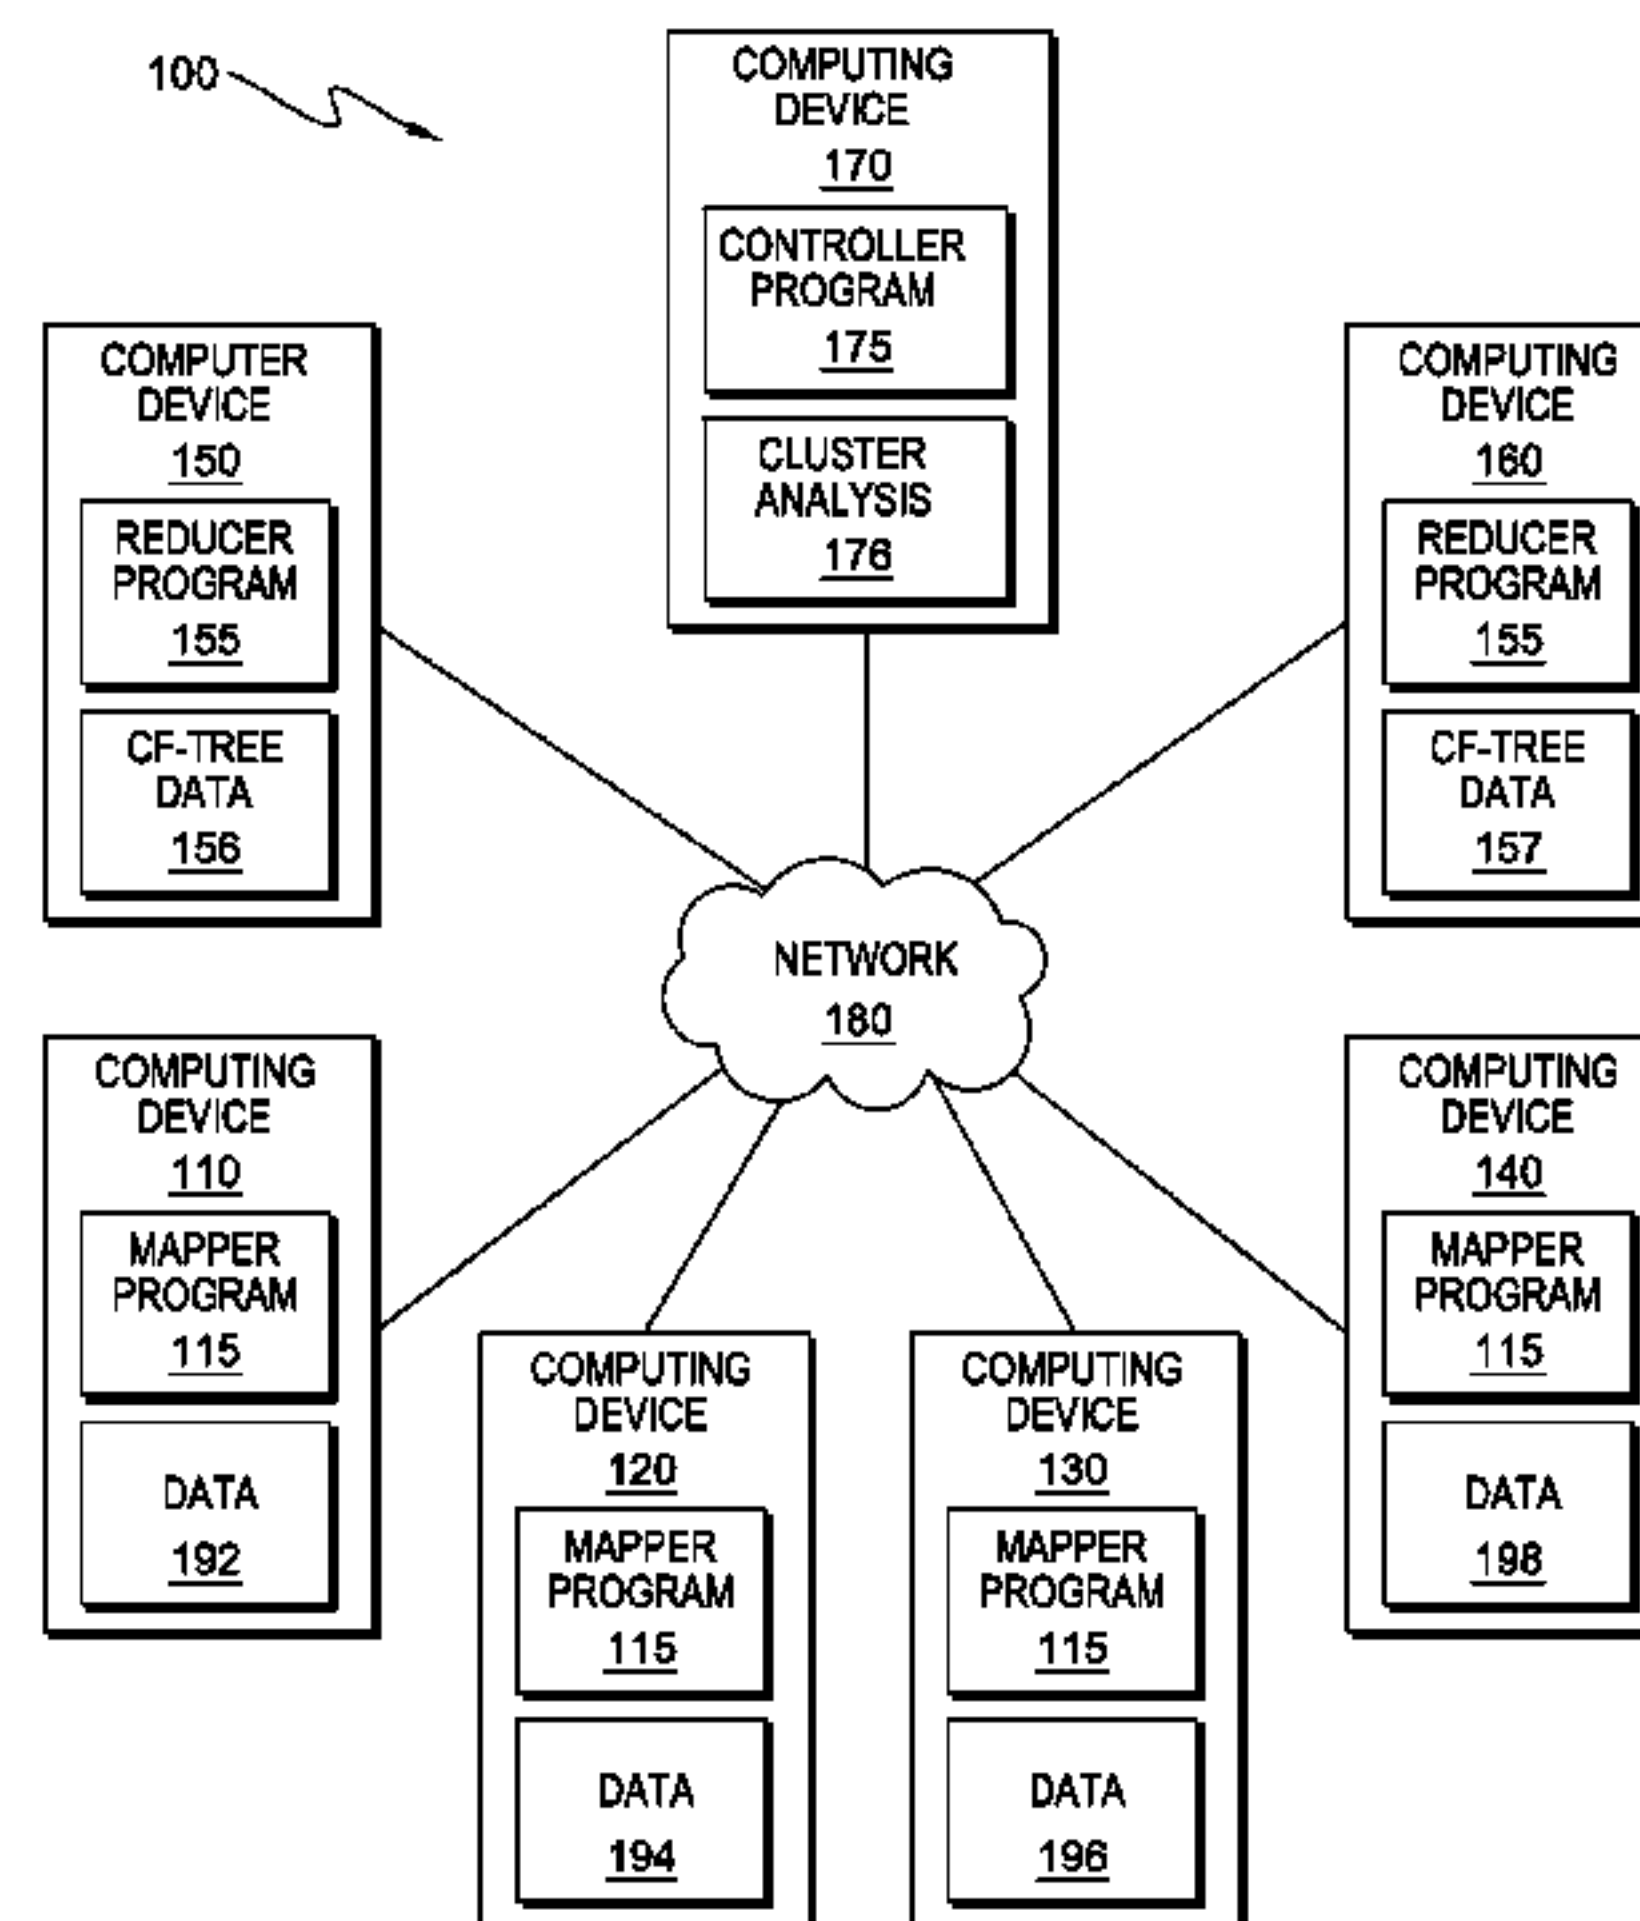 100
COMPUTING
DEVICE
170
CONTROLLER
PROGRAM
175
CLUSTER
ANALYSIS
176
COMPUTER
DEVICE
150
REDUCER
PROGRAM
155
CF-TREE
DATA
156
COMPUTING
DEVICE
160
REDUCER
PROGRAM
155
CF-TREE
DATA
157
NETWORK
180
COMPUTING
DEVICE
110
MAPPER
PROGRAM
115
DATA
192
COMPUTING
DEVICE
120
MAPPER
PROGRAM
115
DATA
194
COMPUTING
DEVICE
130
MAPPER
PROGRAM
115
DATA
196
COMPUTING
DEVICE
140
MAPPER
PROGRAM
115
DATA
198